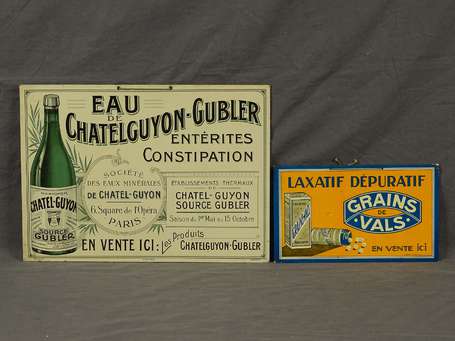 EAU
DE
CHATELGUYON-GUBLER
ENTÉRITES
CONSTIPATION
SOCIÉTÉ
DES EAUX MINÉRALES
DE CHATEL-GUYON
6. Square de l'Opéra
PARIS
ÉTABLISSEMENTS THERMAUX
DE
CHATEL-GUYON
SOURCE GUBLER
Saison du 1er Mai au 15 Octobre
EN VENTE ICI: Les Produits
CHATELGUYON-GUBLER
CHATEL-GUYON
SOURCE
GUBLER
LAXATIF DÉPURATIF
GRAINS
DE
VALS
EN VENTE ici